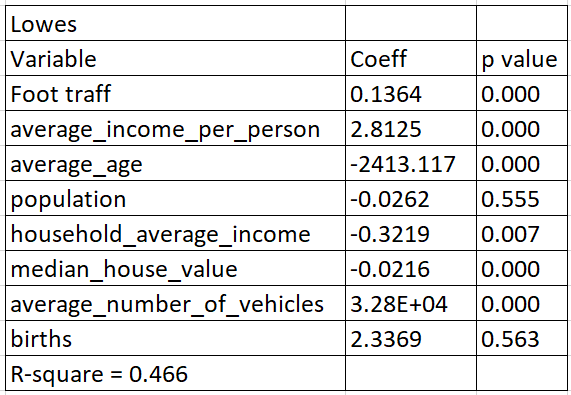 Lowes
Variable Coeff p value
Foot traff 0.1364 0.000
average_income_per_person 2.8125 0.000
average_age -2413.117 0.000
population -0.0262 0.555
household_average_income -0.3219 0.007
median_house_value -0.0216 0.000
average_number_of_vehicles 3.28E+04 0.000
births 2.3369 0.563
R-square = 0.466